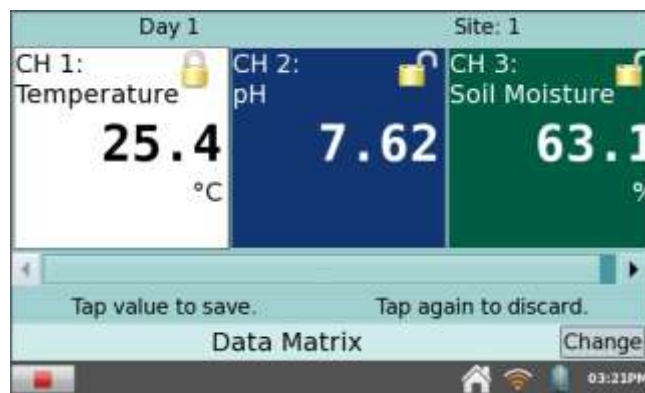 Day 1 Site: 1
CH 1: CH 2: CH 3:
Temperature pH Soil Moisture
25.4 7.62 63.1
°C %
Tap value to save. Tap again to discard.
Data Matrix Change
03:21PM